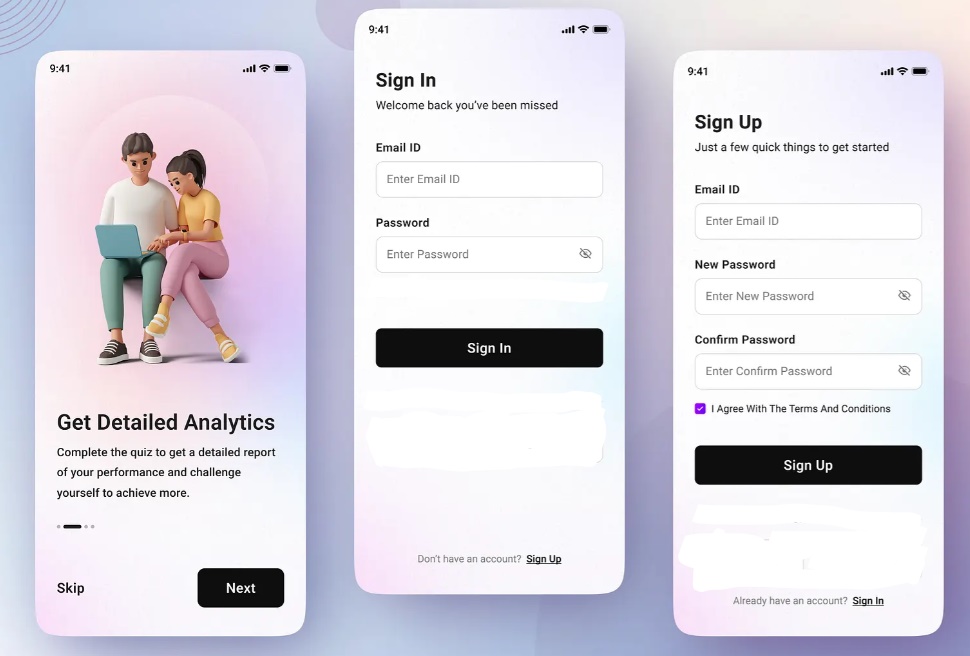 9:41
Get Detailed Analytics
Complete the quiz to get a detailed report
of your performance and challenge
yourself to achieve more.
Skip
Next
9:41
Sign In
Welcome back you've been missed
Email ID
Enter Email ID
Password
Enter Password
Sign In
Don't have an account? Sign Up
9:41
Sign Up
Just a few quick things to get started
Email ID
Enter Email ID
New Password
Enter New Password
Confirm Password
Enter Confirm Password
I Agree With The Terms And Conditions
Sign Up
Already have an account? Sign In